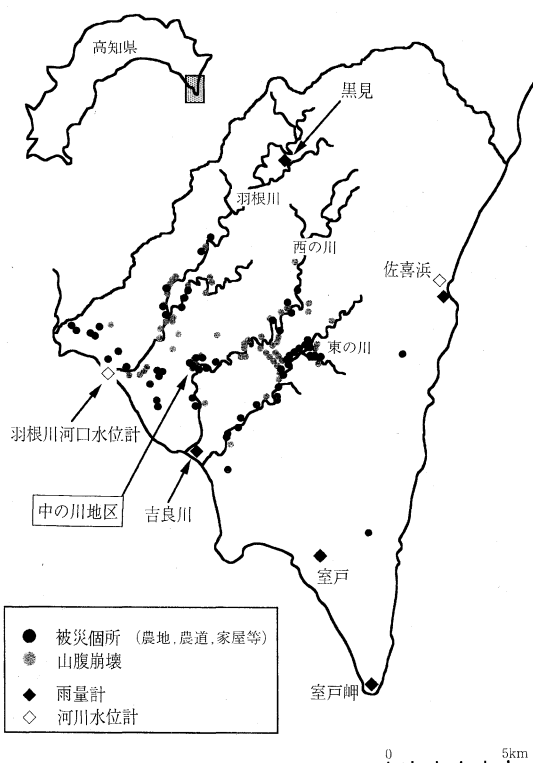 高知県
黒見
羽根川
西の川
佐喜浜
東の川
羽根川河口水位計
中の川地区
吉良川
室戸
室戸岬
被災個所 (農地,農道,家屋等)
山腹崩壊
雨量計
河川水位計
0 5km